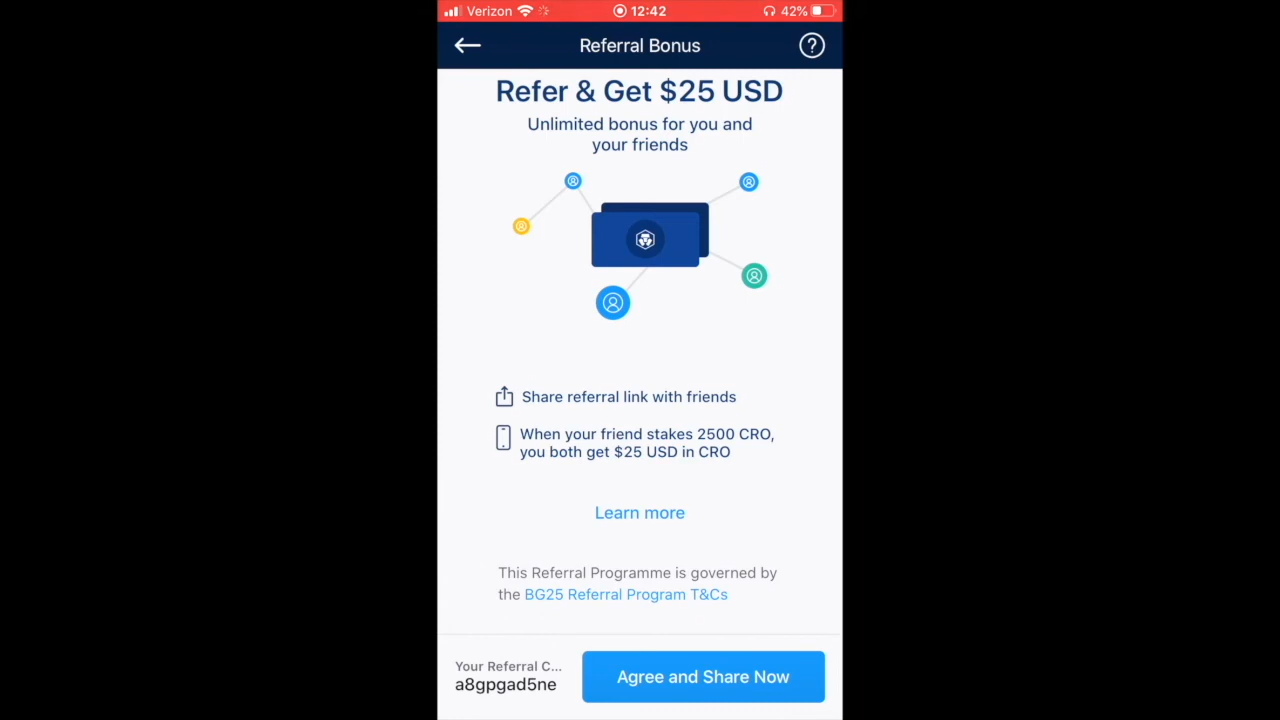 Verizon 12:42 42%
Referral Bonus ?
Refer & Get $25 USD
Unlimited bonus for you and
your friends
Share referral link with friends
When your friend stakes 2500 CRO,
you both get $25 USD in CRO
Learn more
This Referral Programme is governed by
the BG25 Referral Program T&Cs
Your Referral C...
a8gpgad5ne
Agree and Share Now